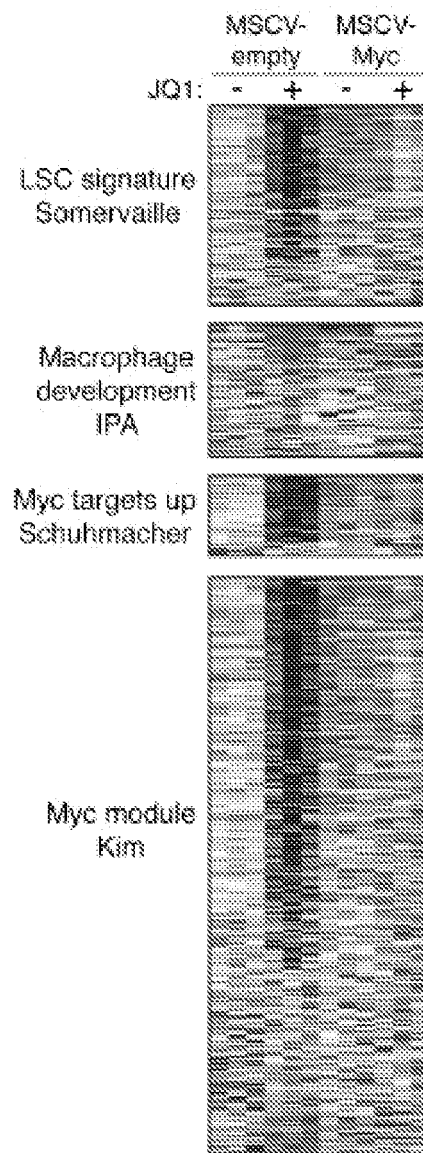 MSCV- MSCV-
empty Myc
JQ1: - + - +
LSC signature
Somervaille
Macrophage
development
IPA
Myc targets up
Schuhmacher
Myc module
Kim